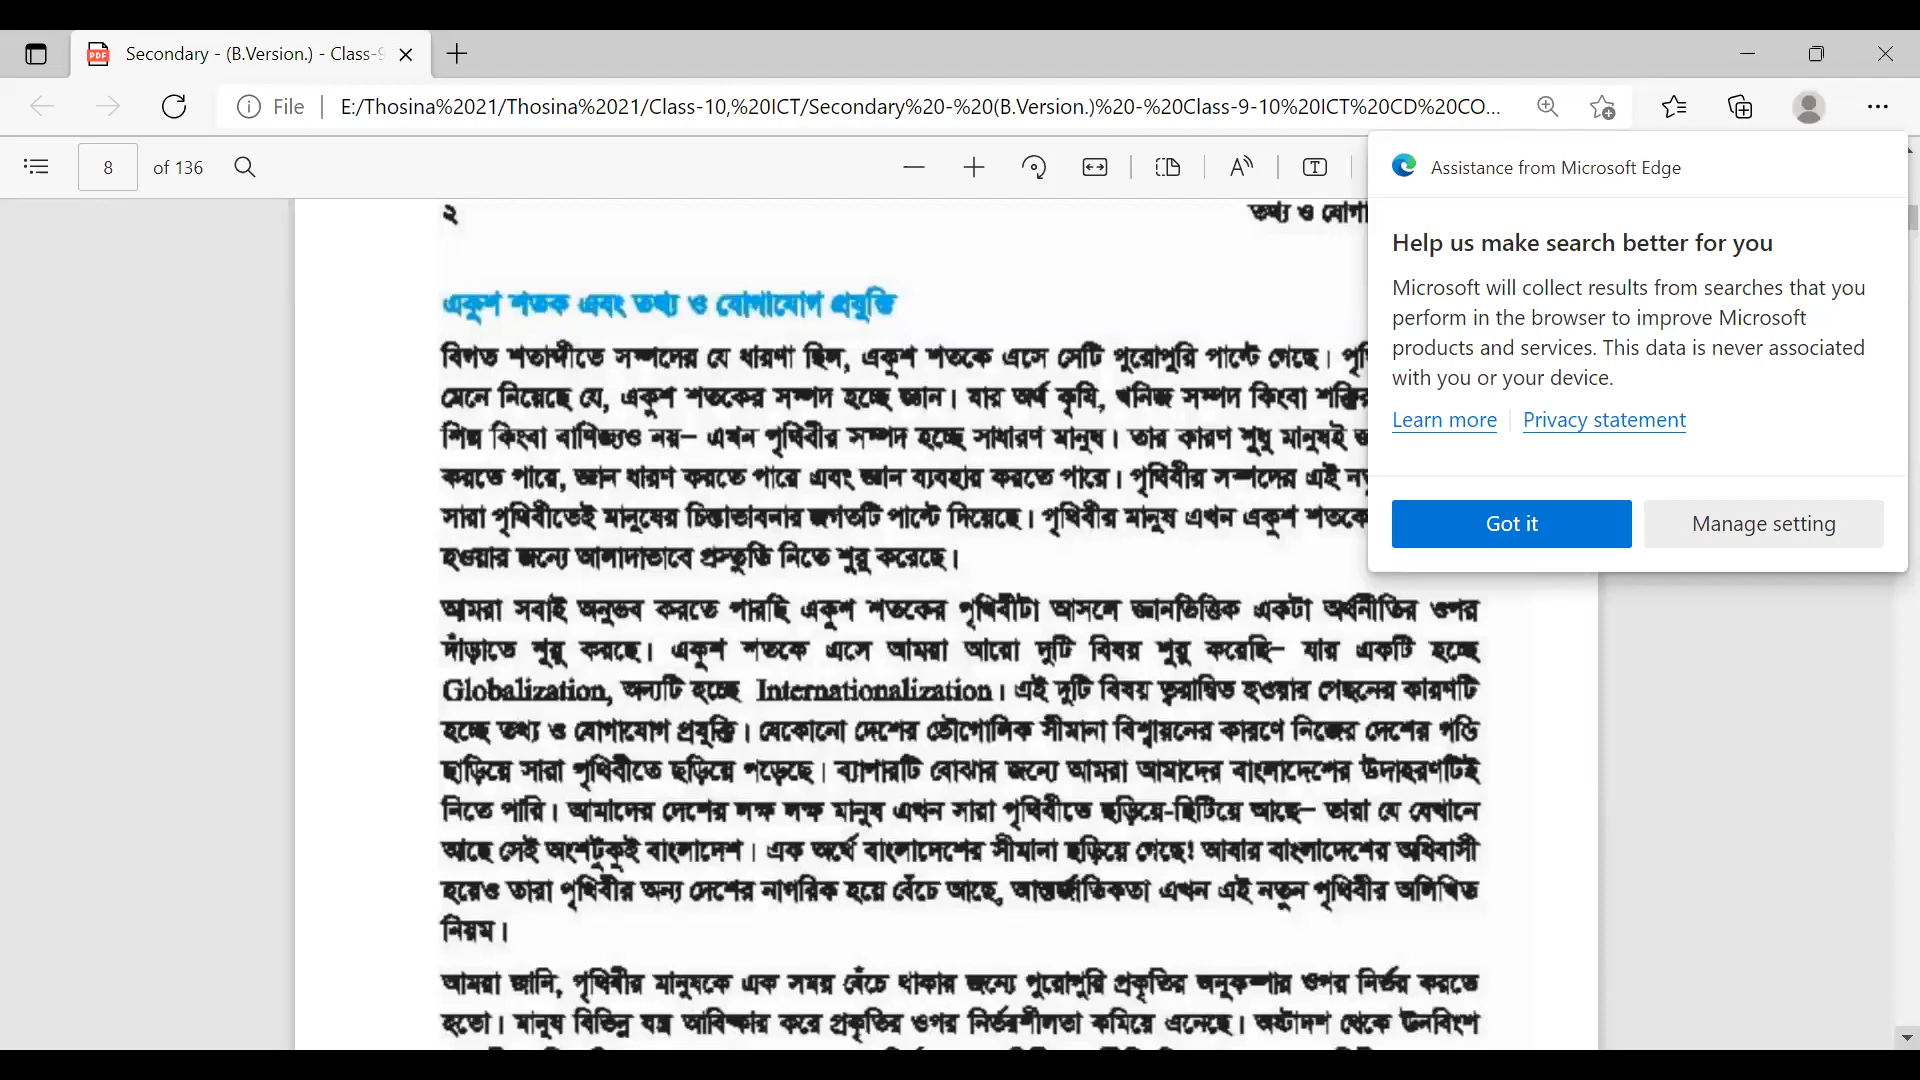 Secondary - (B.Version.) - Class-9
File
E:/Thosina%2021/Thosina%2021/Class-10,%20ICT/Secondary%20-%20(B.Version.)%20-%20Class-9-10%20ICT%20CD%20CO...
8 of 136
Assistance from Microsoft Edge
Help us make search better for you
Microsoft will collect results from searches that you
perform in the browser to improve Microsoft
products and services. This data is never associated
with you or your device.
Learn more
Privacy statement
Got it
Manage setting
২
তথ্য ও যোগা
একুশ শতক এবং তথ্য ও যোগাযোগ প্রযুক্তি
বিগত শতাব্দীতে সম্পদের যে ধারণা ছিল, একুশ শতকে এসে সেটি পুরোপুরি পাল্টে গেছে। পৃ
মেনে নিয়েছে যে, একুশ শতকের সম্পদ হচ্ছে জ্ঞান। যার অর্থ কৃষি, খনিজ সম্পদ কিংবা শক্তির
শিল্প কিংবা বাণিজ্যও নয়– এখন পৃথিবীর সম্পদ হচ্ছে সাধারণ মানুষ। তার কারণ শুধু মানুষই
করতে পারে, জ্ঞান ধারণ করতে পারে এবং জ্ঞান ব্যবহার করতে পারে। পৃথিবীর সম্পদের এই
সারা পৃথিবীতেই মানুষের চিন্তাভাবনার জগতটি পাল্টে দিয়েছে। পৃথিবীর মানুষ এখন একুশ শতকে
হওয়ার জন্যে আলাদাভাবে প্রস্তুতি নিতে শুরু করেছে।
আমরা সবাই অনুভব করতে পারছি একুশ শতকের পৃথিবীটা আসলে জ্ঞানভিত্তিক একটা অর্থনীতির ওপর
দাঁড়াতে শুরু করছে। একুশ শতকে এসে আমরা আরো দুটি বিষয় শুরু করেছি– যার একটি হচ্ছে
Globalization, অন্যটি হচ্ছে Internationalization। এই দুটি বিষয় ত্বরান্বিত হওয়ার পেছনের কারণটি
হচ্ছে তথ্য ও যোগাযোগ প্রযুক্তি। যেকোনো দেশের ভৌগোলিক সীমানা বিশ্বায়নের কারণে নিজের দেশের গণ্ডি
ছাড়িয়ে সারা পৃথিবীতে ছড়িয়ে পড়েছে। ব্যাপারটি বোঝার জন্যে আমরা আমাদের বাংলাদেশের উদাহরণটিই
নিতে পারি। আমাদের দেশের লক্ষ লক্ষ মানুষ এখন সারা পৃথিবীতে ছড়িয়ে-ছিটিয়ে আছে– তারা যে যেখানে
আছে সেই অংশটুকুই বাংলাদেশ। এক অর্থে বাংলাদেশের সীমানা ছড়িয়ে গেছে! আবার বাংলাদেশের অধিবাসী
হয়েও তারা পৃথিবীর অন্য দেশের নাগরিক হয়ে বেঁচে আছে, আন্তর্জাতিকতা এখন এই নতুন পৃথিবীর অলিখিত
নিয়ম।
আমরা জানি, পৃথিবীর মানুষকে এক সময় বেঁচে থাকার জন্যে পুরোপুরি প্রকৃতির অনুকম্পার ওপর নির্ভর করতে
হতো। মানুষ বিভিন্ন যন্ত্র আবিষ্কার করে প্রকৃতির ওপর নির্ভরশীলতা কমিয়ে এনেছে। অষ্টাদশ থেকে উনবিংশ